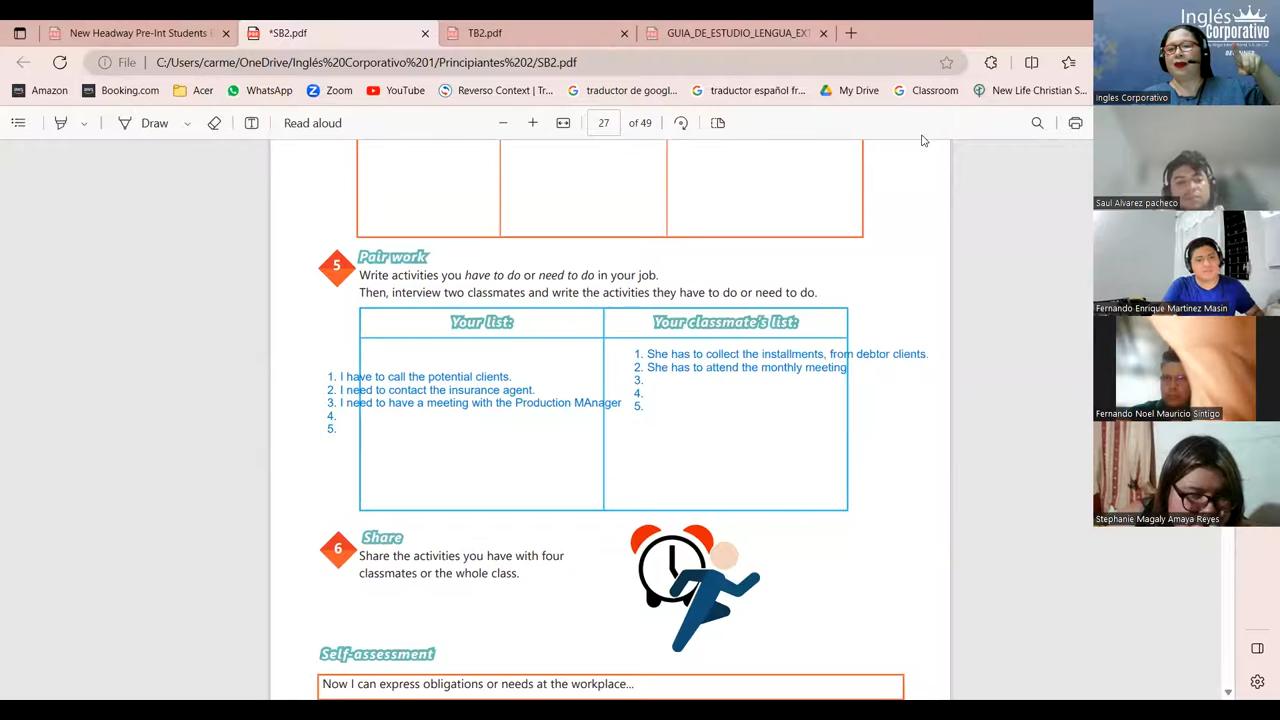 New Headway Pre-Int Students E
*SB2.pdf
TB2.pdf
GUIA_DE_ESTUDIO_LENGUA_EXT
File
C:/Users/carme/OneDrive/Inglés%20Corporativo%201/Principiantes%202/SB2.pdf
Amazon
Booking.com
Acer
WhatsApp
Zoom
YouTube
Reverso Context | Tr...
traductor de googl...
traductor español fr...
My Drive
Classroom
New Life Christian S...
Draw
Read aloud
27 of 49
5
Pair work
Write activities you have to do or need to do in your job.
Then, interview two classmates and write the activities they have to do or need to do.
Your list:
Your classmate's list:
1. I have to call the potential clients.
2. I need to contact the insurance agent.
3. I need to have a meeting with the Production MAnager
4.
5.
1. She has to collect the installments, from debtor clients.
2. She has to attend the monthly meeting
3.
4.
5.
6
Share
Share the activities you have with four
classmates or the whole class.
Self-assessment
Now I can express obligations or needs at the workplace...
Inglés
Corporativo
Ingles Corporativo
Saul Alvarez pacheco
Fernando Enrique Martinez Masin
Fernando Noel Mauricio Sintigo
Stephanie Magaly Amaya Reyes